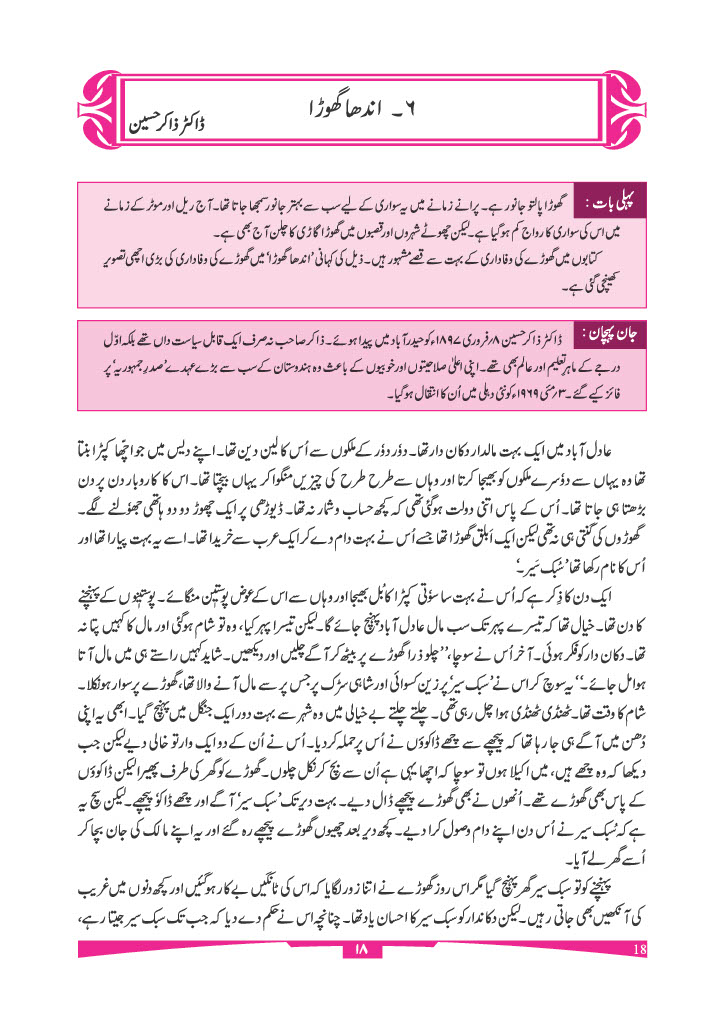 ۶ ۔ اندھا گھوڑا
ڈاکٹر ذاکر حسین
پہلی بات : گھوڑا پالتو جانور ہے۔ پرانے زمانے میں یہ سواری کے لیے سب سے بہتر جانور سمجھا جاتا تھا۔ آج ریل اور موٹر کے زمانے
میں اس کی سواری کا رواج کم ہوگیا ہے۔ لیکن چھوٹے شہروں اور قصبوں میں گھوڑا گاڑی کا چلن آج بھی ہے۔
کتابوں میں گھوڑے کی وفاداری کے بہت سے قصے مشہور ہیں۔ ذیل کی کہانی ’اندھا گھوڑا‘ میں گھوڑے کی وفاداری کی بڑی اچھی تصویر
کھینچی گئی ہے۔
جان پہچان : ڈاکٹر ذاکر حسین ۸؍فروری ۱۸۹۷ء کو حیدرآباد میں پیدا ہوئے۔ ذاکر صاحب نہ صرف ایک قابل سیاست داں تھے بلکہ اوّل
درجے کے ماہرِ تعلیم اور عالم بھی تھے۔ اپنی اعلیٰ صلاحیتوں اور خوبیوں کے باعث وہ ہندوستان کے سب سے بڑے عہدے ’صدرِ جمہوریہ‘ پر
فائز کیے گئے۔ ۳؍مئی ۱۹۶۹ء کو نئی دہلی میں اُن کا انتقال ہوگیا۔
عادل آباد میں ایک بہت مالدار دکان دار تھا۔ دوٗر دوٗر کے ملکوں سے اُس کا لین دین تھا۔ اپنے دیس میں جو اچّھا کپڑا بنتا
تھا وہ یہاں سے دوٗسرے ملکوں کو بھیجا کرتا اور وہاں سے طرح طرح کی چیزیں منگوا کر یہاں بیچتا تھا۔ اس کا کاروبار دن پر دن
بڑھتا ہی جاتا تھا۔ اُس کے پاس اتنی دولت ہوگئی تھی کہ کچھ حساب و شمار نہ تھا۔ ڈیوڑھی پر ایک چھوڑ دو دو ہاتھی جھوٗلنے لگے۔
گھوڑوں کی گنتی ہی نہ تھی لیکن ایک اَبلق گھوڑا تھا جسے اُس نے بہت دام دے کر ایک عرب سے خریدا تھا۔ اسے یہ بہت پیارا تھا اور
اُس کا نام رکھا تھا ’سُبک سَیر‘۔
ایک دن کا ذِکر ہے کہ اُس نے بہت سا سوٗتی کپڑا کابُل بھیجا اور وہاں سے اس کے عوض پوستین منگائے۔ پوستینوں کے پہنچنے
کا دن تھا۔ خیال تھا کہ تیسرے پہر تک سب مال عادل آباد پہنچ جائے گا۔ لیکن تیسرا پہر کیا، وہ تو شام ہوگئی اور مال کا کہیں پتا نہ
تھا۔ دکان دار کو فکر ہوئی۔ آخر اُس نے سوچا، ’’چلو ذرا گھوڑے پر بیٹھ کر آگے چلیں اور دیکھیں۔ شاید کہیں راستے ہی میں مال آتا
ہوا مل جائے۔‘‘ یہ سوچ کر اس نے ’سبک سیر‘ پر زین کسوائی اور شاہی سڑک پر جس پر سے مال آنے والا تھا، گھوڑے پر سوار ہو نکلا۔
شام کا وقت تھا۔ ٹھنڈی ٹھنڈی ہوا چل رہی تھی۔ چلتے چلتے بے خیالی میں وہ شہر سے بہت دور ایک جنگل میں پہنچ گیا۔ ابھی یہ اپنی
دُھن میں آگے ہی جا رہا تھا کہ پیچھے سے چھے ڈاکوؤں نے اُس پر حملہ کر دیا۔ اُس نے اُن کے دو ایک وار تو خالی دیے لیکن جب
دیکھا کہ وہ چھے ہیں، میں اکیلا ہوں تو سوچا کہ اچھا یہی ہے اُن سے بچ کر نکل چلوں۔ گھوڑے کو گھر کی طرف پھیرا لیکن ڈاکوؤں
کے پاس بھی گھوڑے تھے۔ اُنھوں نے بھی گھوڑے پیچھے ڈال دیے۔ بہت دیر تک ’سبک سیر‘ آگے اور چھے ڈاکوٗ پیچھے۔ لیکن سچ یہ
ہے کہ سُبک سیر نے اُس دن اپنے دام وصول کرا دیے۔ کچھ دیر بعد چھیوں گھوڑے پیچھے رہ گئے اور یہ اپنے مالک کی جان بچا کر
اُسے گھر لے آیا۔
پہنچنے کو تو سبک سیر گھر پہنچ گیا مگر اس روز گھوڑے نے اتنا زور لگایا کہ اس کی ٹانگیں بے کار ہوگئیں اور کچھ دنوں میں غریب
کی آنکھیں بھی جاتی رہیں۔ لیکن دکاندار کو سبک سیر کا احسان یاد تھا۔ چنانچہ اس نے حکم دے دیا کہ جب تک سبک سیر جیتا رہے،
۱۸
18